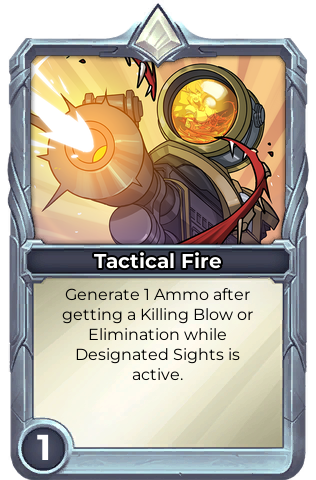 Tactical Fire
Generate 1 Ammo after
getting a Killing Blow or
Elimination while
Designated Sights is
active.
1